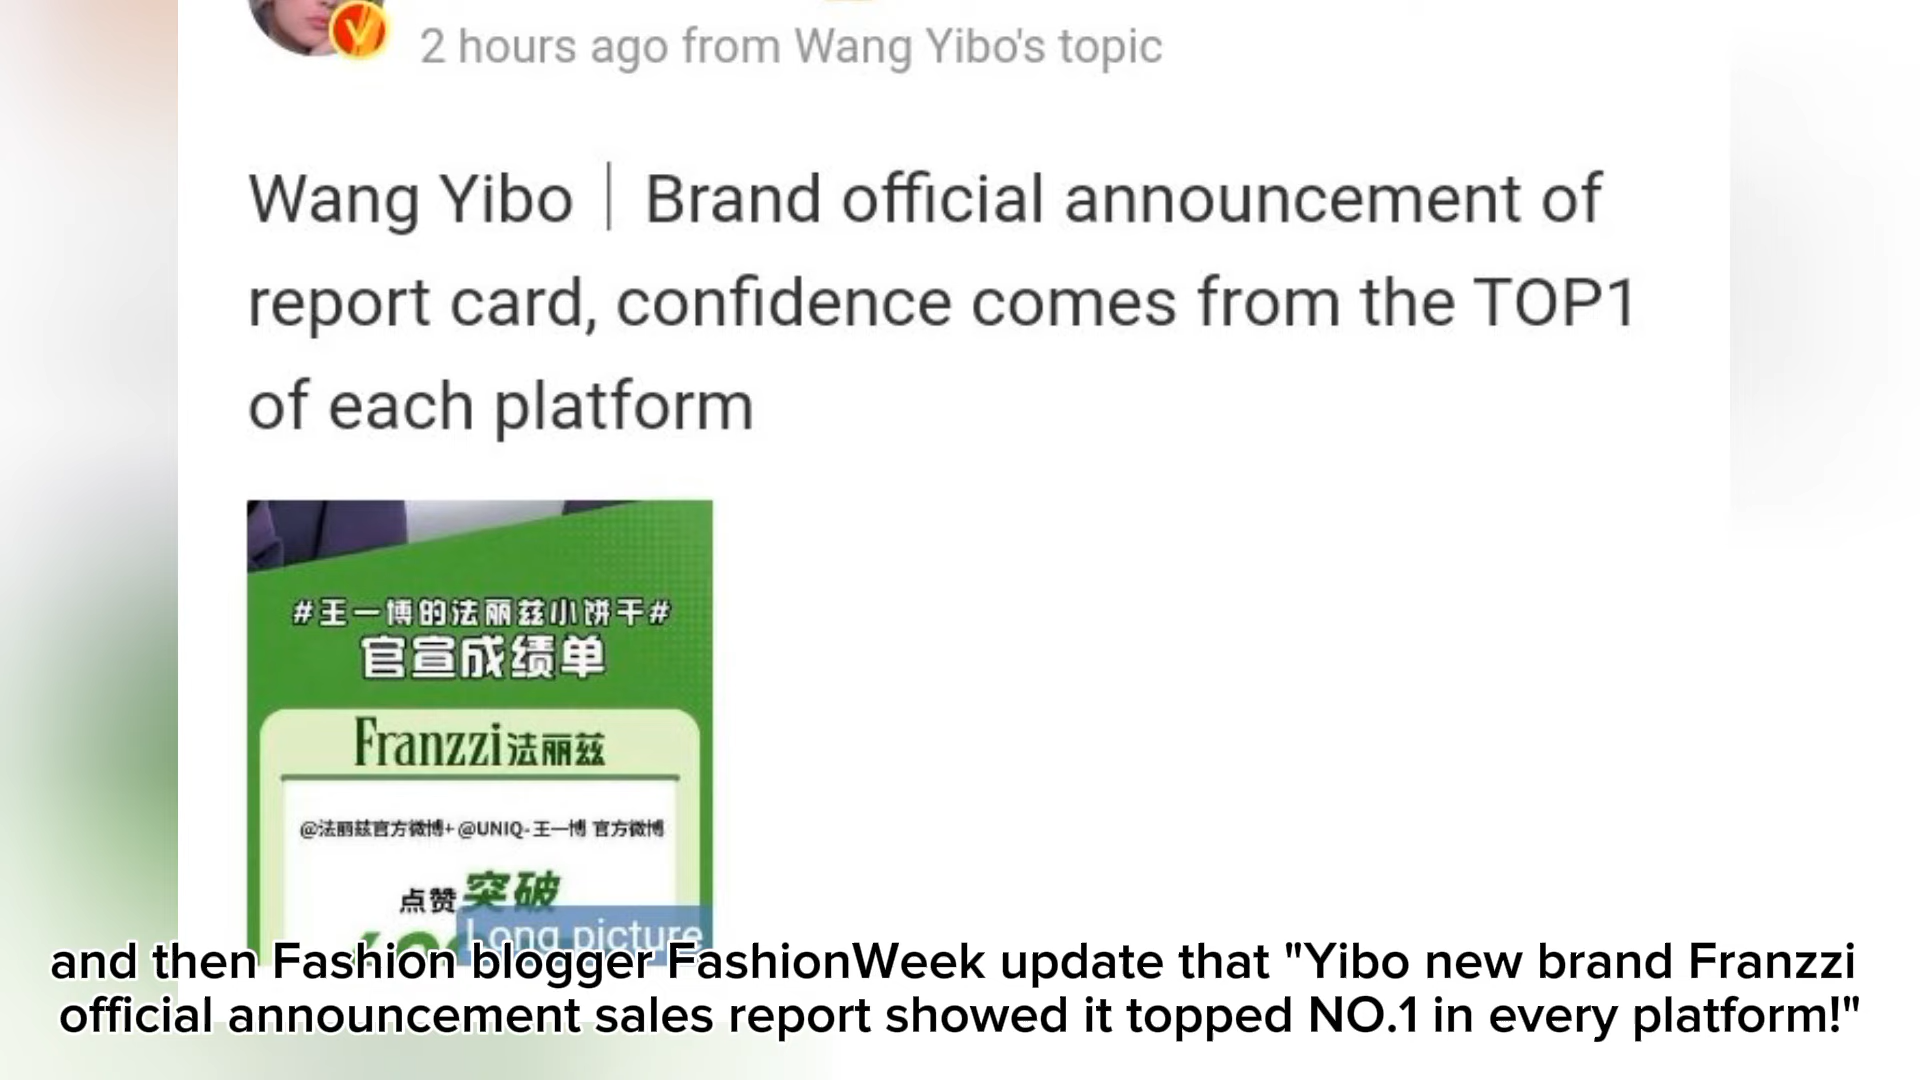 2 hours ago from Wang Yibo's topic
Wang Yibo｜Brand official announcement of
report card, confidence comes from the TOP1
of each platform
#王一博的法丽兹小饼干#
官宣成绩单
Franzzi法丽兹
@法丽兹官方微博+ @UNIQ-王一博 官方微博
点赞 突破
Long picture
and then Fashion blogger FashionWeek update that "Yibo new brand Franzzi
official announcement sales report showed it topped NO.1 in every platform!"